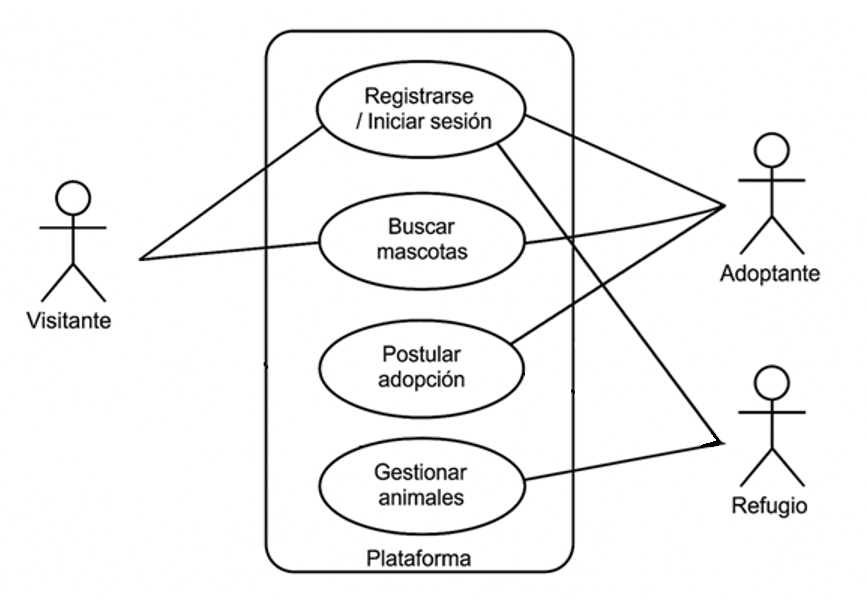 Registrarse
/ Iniciar sesión
Buscar
mascotas
Postular
adopción
Gestionar
animales
Plataforma
Visitante
Adoptante
Refugio